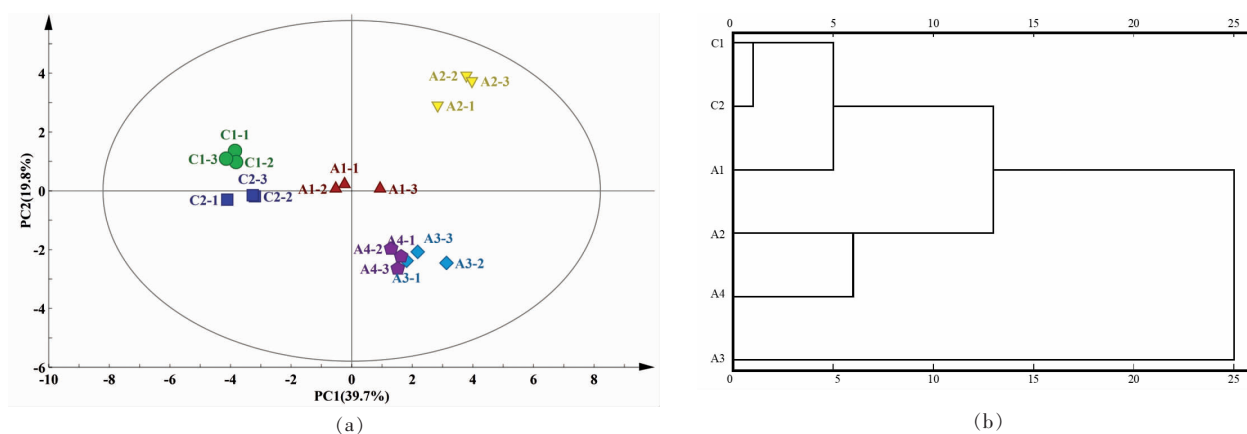 4
2
0
-2
-4
-6
PC2(19.8%)
A2-2
A2-3
A2-1
C1-1
C1-3
C1-2
C2-3
C2-1
C2-2
A1-1
A1-2
A1-3
A4-1
A4-2
A4-3
A3-3
A3-2
A3-1
-10 -8 -6 -4 -2 0 2 4 6 8
PC1(39.7%)
(a)
0 5 10 15 20 25
C1
C2
A1
A2
A4
A3
0 5 10 15 20 25
(b)